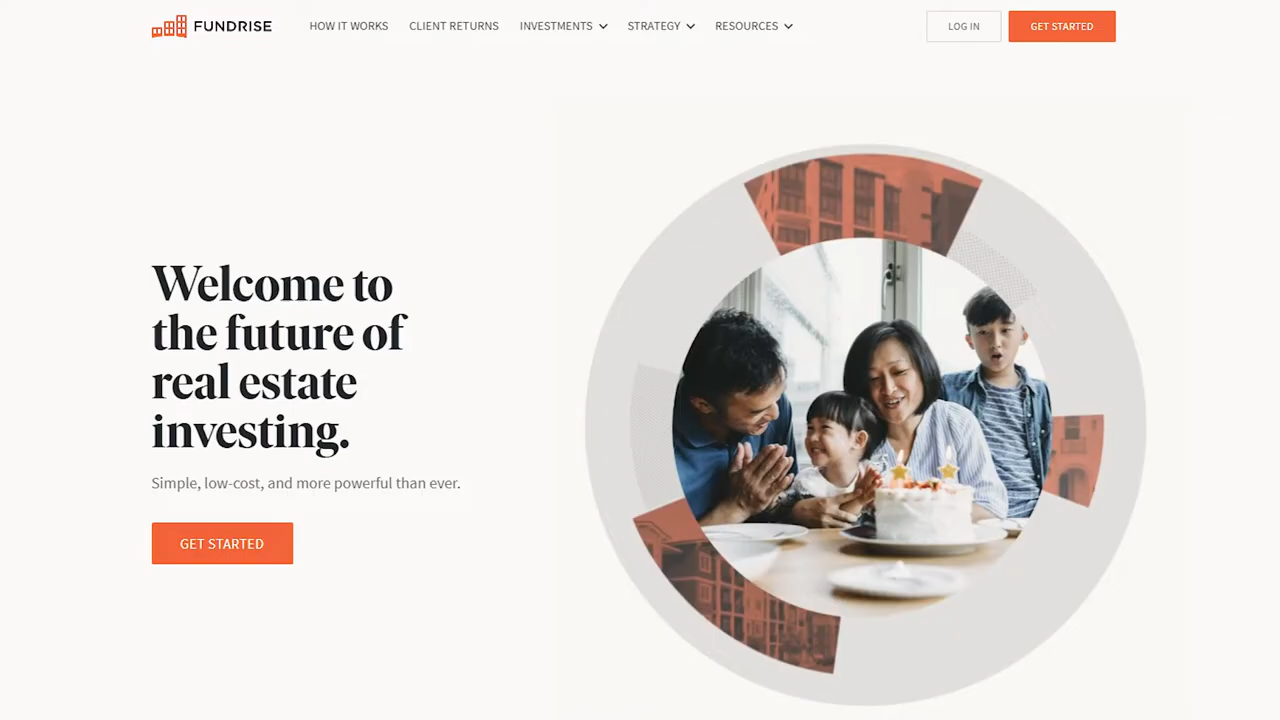 FUNDRISE
HOW IT WORKS
CLIENT RETURNS
INVESTMENTS
STRATEGY
RESOURCES
LOG IN
GET STARTED
Welcome to
the future of
real estate
investing.
Simple, low-cost, and more powerful than ever.
GET STARTED